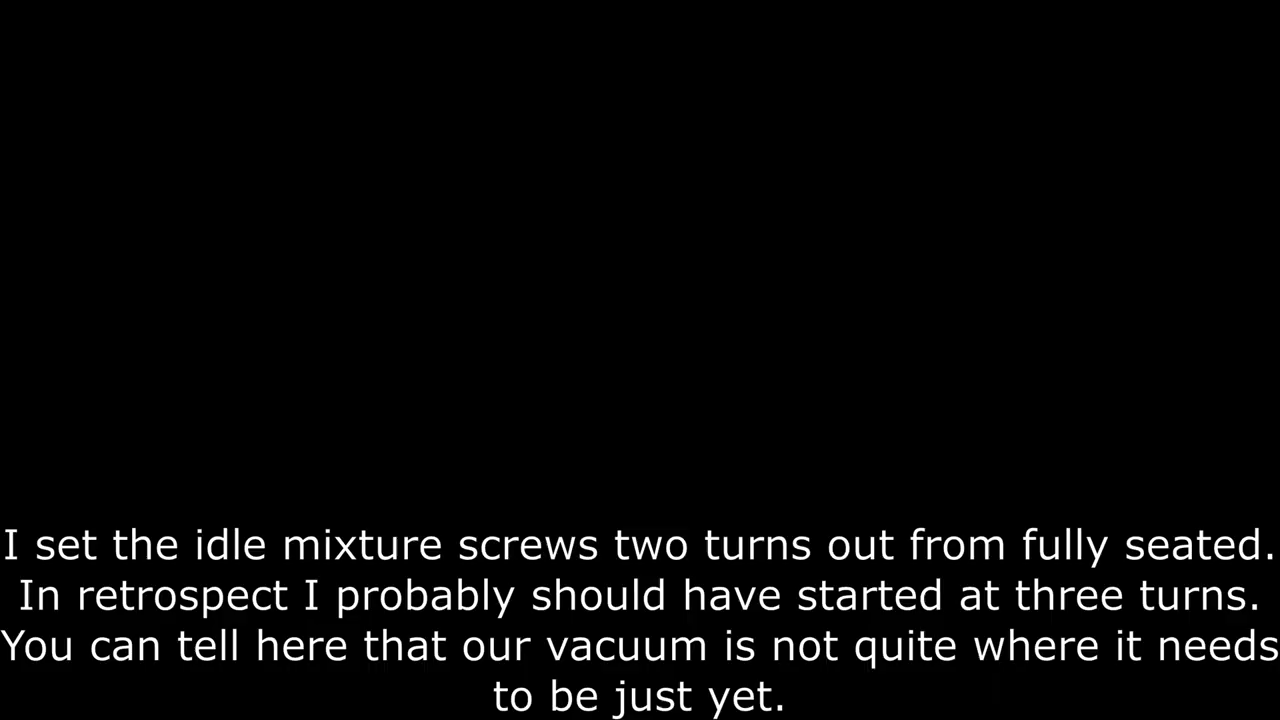 I set the idle mixture screws two turns out from fully seated.
In retrospect I probably should have started at three turns.
You can tell here that our vacuum is not quite where it needs
to be just yet.